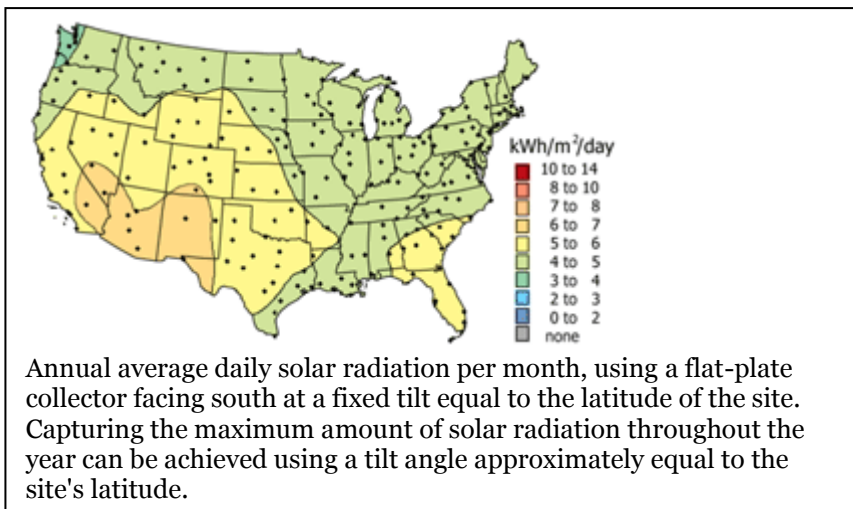 kWh/m²/day
10 to 14
8 to 10
7 to 8
6 to 7
5 to 6
4 to 5
3 to 4
2 to 3
0 to 2
none
Annual average daily solar radiation per month, using a flat-plate
collector facing south at a fixed tilt equal to the latitude of the site.
Capturing the maximum amount of solar radiation throughout the
year can be achieved using a tilt angle approximately equal to the
site's latitude.